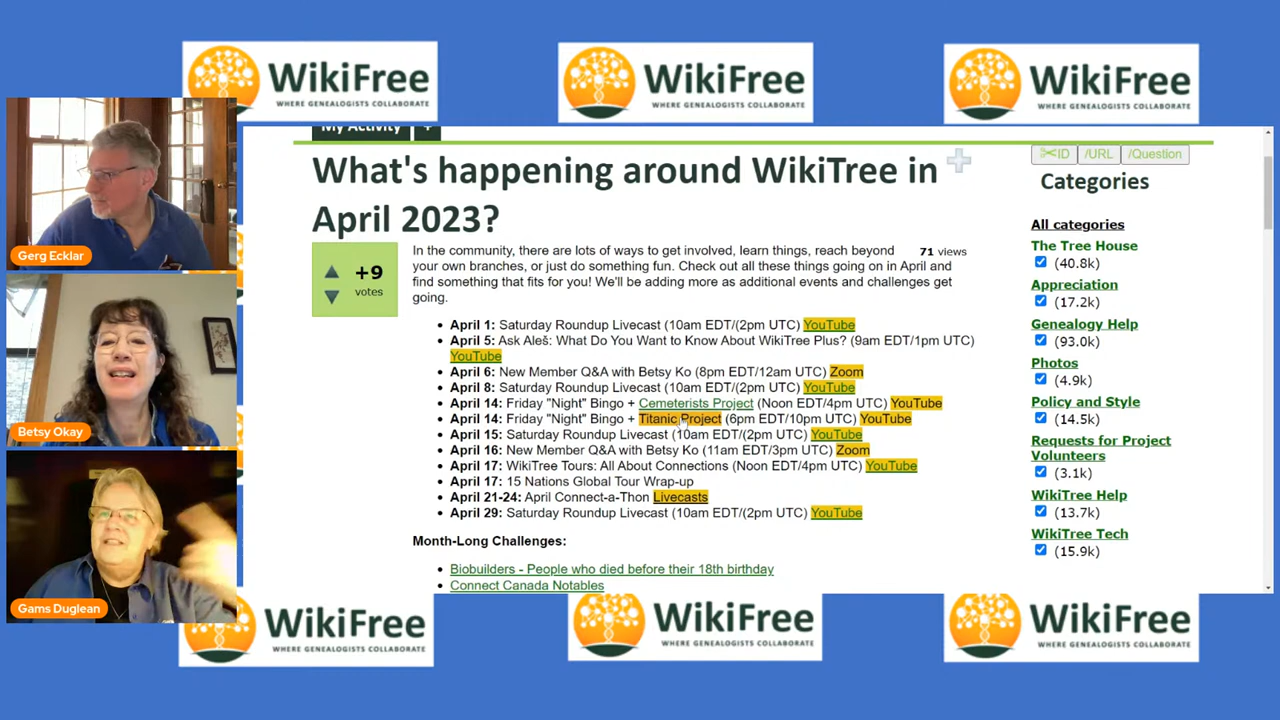 WikiFree
WHERE GENEALOGISTS COLLABORATE
WikiFree
WHERE GENEALOGISTS COLLABORATE
WikiFree
WHERE GENEALOGISTS COLLABORATE
Gerg Ecklar
Betsy Okay
Gams Duglean
My Activity +
What's happening around WikiTree in
April 2023?
+9
votes
71 views
In the community, there are lots of ways to get involved, learn things, reach beyond
your own branches, or just do something fun. Check out all these things going on in April and
find something that fits for you! We'll be adding more as additional events and challenges get
going.
• April 1: Saturday Roundup Livecast (10am EDT/(2pm UTC) YouTube
• April 5: Ask Aleš: What Do You Want to Know About WikiTree Plus? (9am EDT/1pm UTC)
YouTube
• April 6: New Member Q&A with Betsy Ko (8pm EDT/12am UTC) Zoom
• April 8: Saturday Roundup Livecast (10am EDT/(2pm UTC) YouTube
• April 14: Friday "Night" Bingo + Cemeterists Project (Noon EDT/4pm UTC) YouTube
• April 14: Friday "Night" Bingo + Titanic Project (6pm EDT/10pm UTC) YouTube
• April 15: Saturday Roundup Livecast (10am EDT/(2pm UTC) YouTube
• April 16: New Member Q&A with Betsy Ko (11am EDT/3pm UTC) Zoom
• April 17: WikiTree Tours: All About Connections (Noon EDT/4pm UTC) YouTube
• April 17: 15 Nations Global Tour Wrap-up
• April 21-24: April Connect-a-Thon Livecasts
• April 29: Saturday Roundup Livecast (10am EDT/(2pm UTC) YouTube
Month-Long Challenges:
• Biobuilders - People who died before their 18th birthday
• Connect Canada Notables
✂ID /URL /Question
Categories
All categories
The Tree House
(40.8k)
Appreciation
(17.2k)
Genealogy Help
(93.0k)
Photos
(4.9k)
Policy and Style
(14.5k)
Requests for Project
Volunteers
(3.1k)
WikiTree Help
(13.7k)
WikiTree Tech
(15.9k)
WikiFree
WHERE GENEALOGISTS COLLABORATE
WikiFree
WHERE GENEALOGISTS COLLABORATE
WikiFree
WHERE GENEALOGISTS COLLABORATE